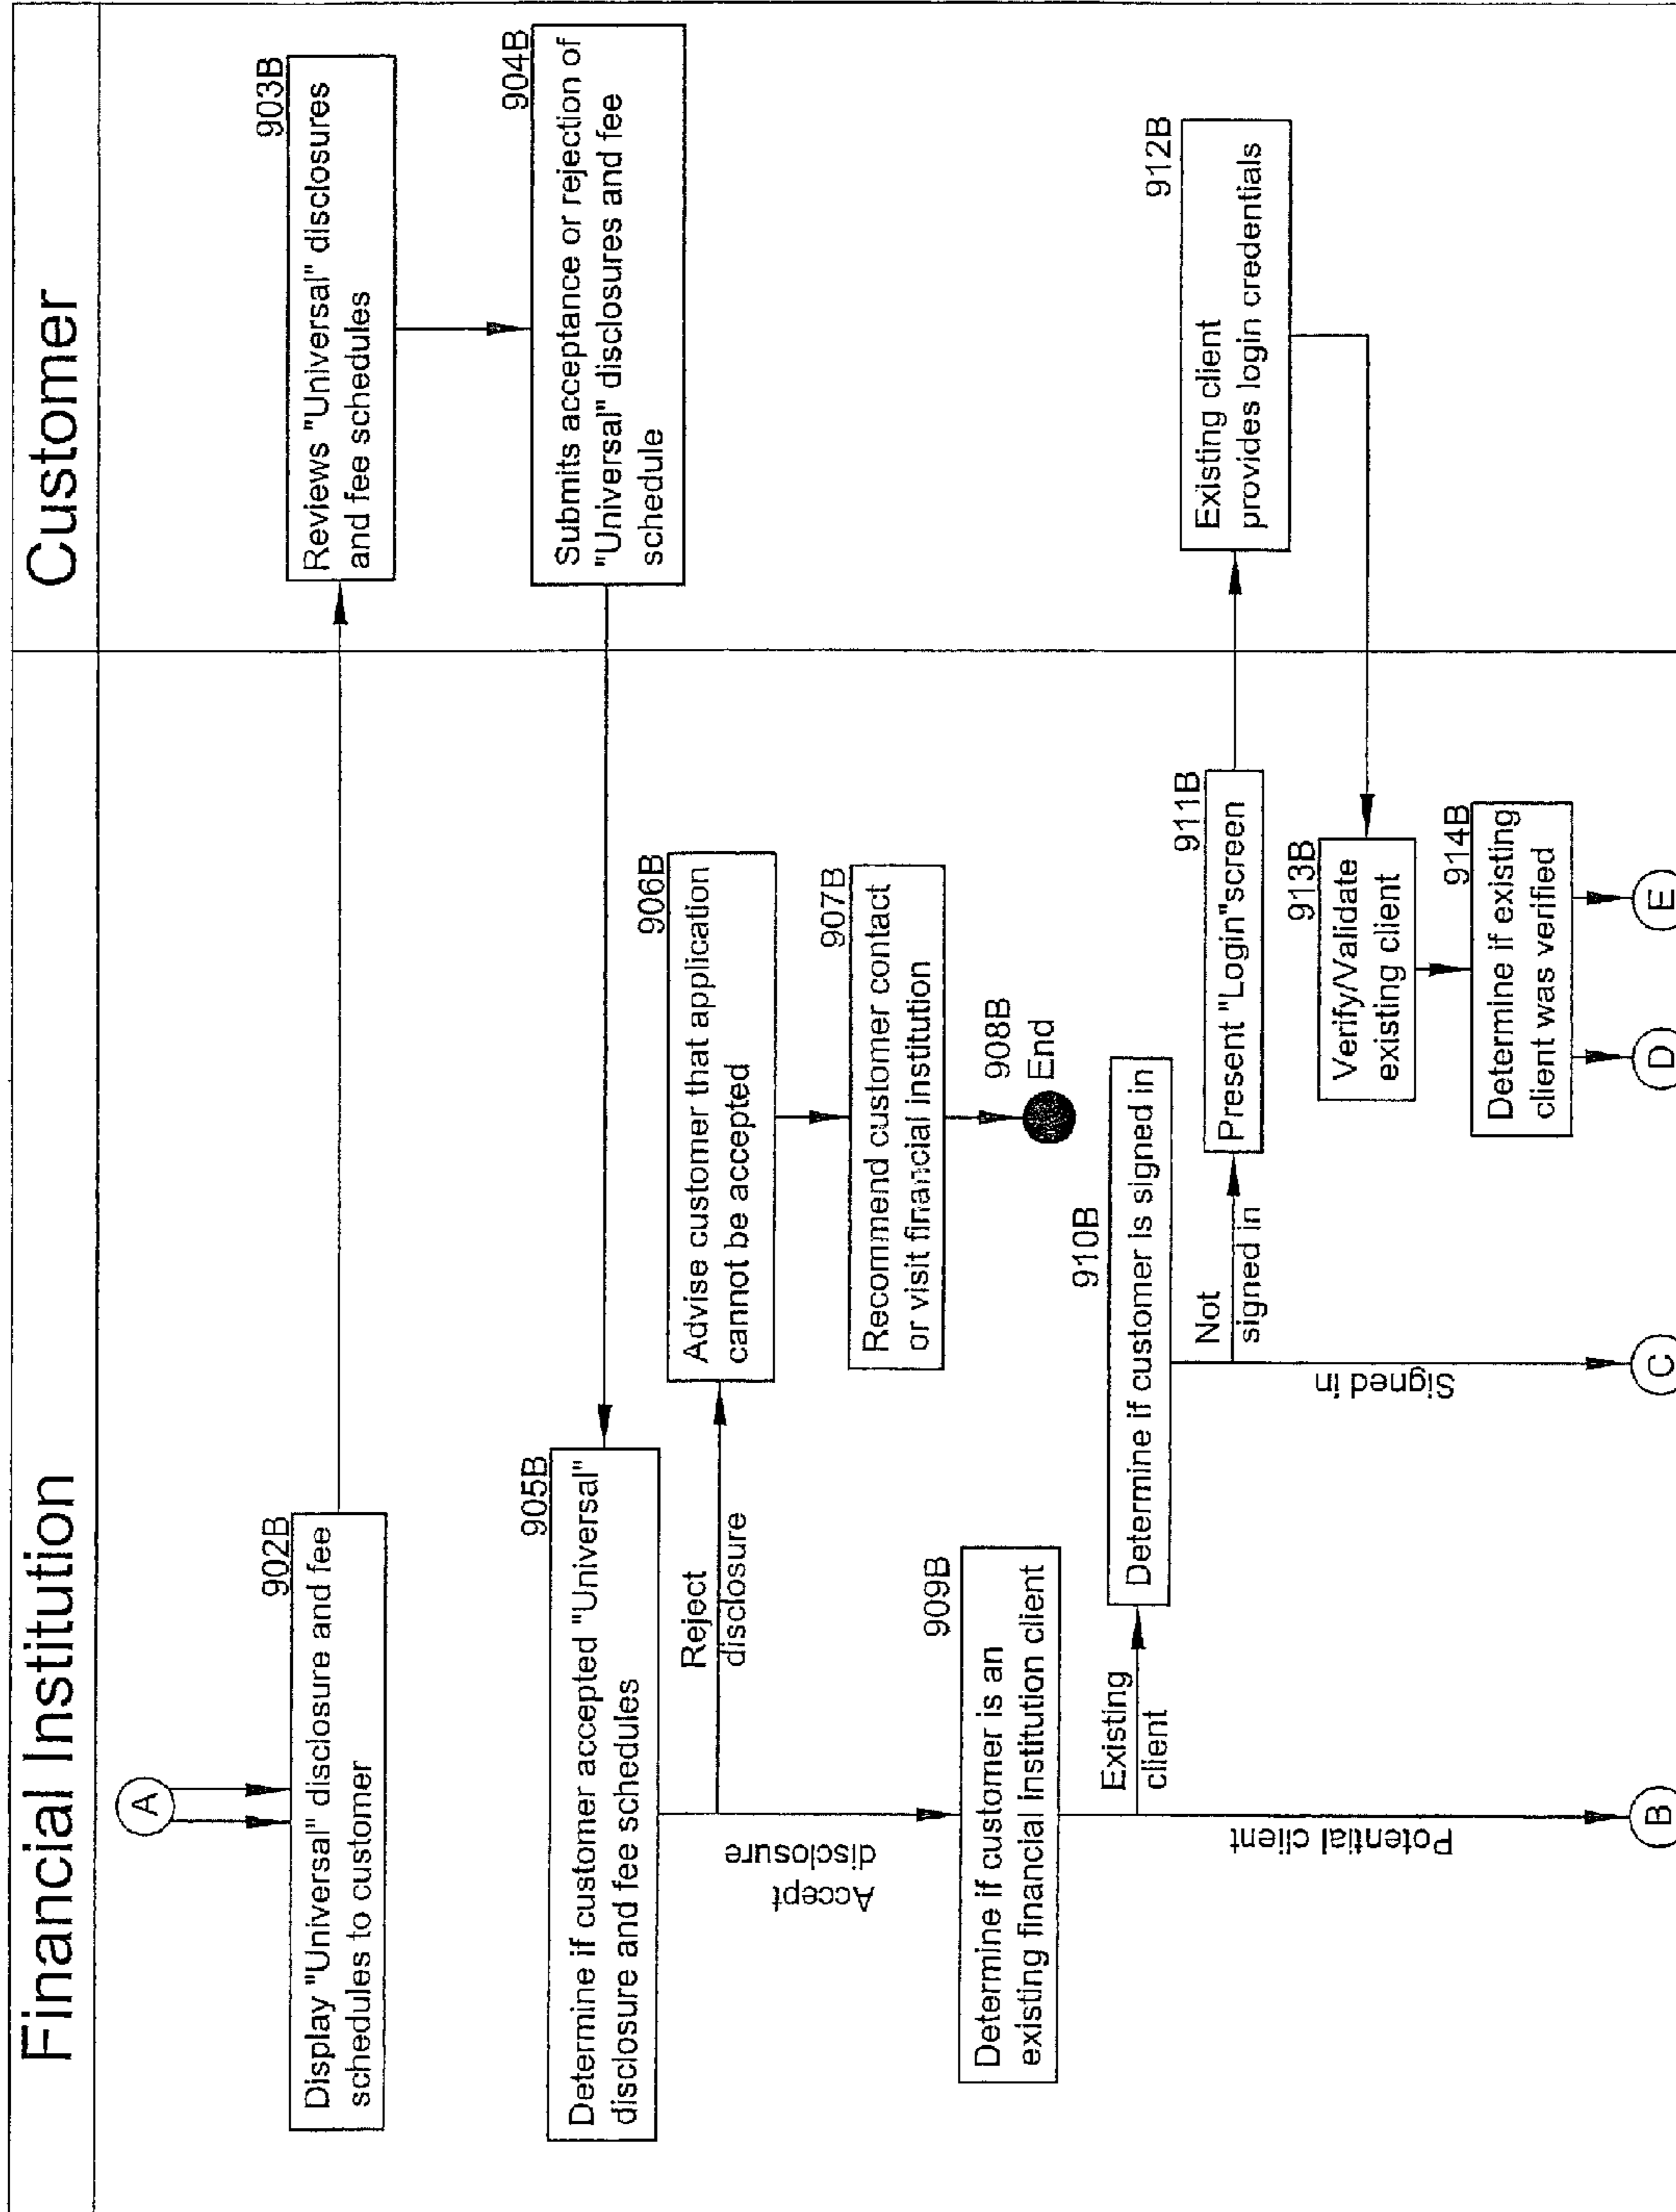 Financial Institution
Customer
A
902B
Display "Universal" disclosure and fee
schedules to customer
903B
Reviews "Universal" disclosures
and fee schedules
904B
Submits acceptance or rejection of
"Universal" disclosures and fee
schedule
905B
Determine if customer accepted "Universal"
disclosure and fee schedules
Reject
disclosure
Accept
disclosure
906B
Advise customer that application
cannot be accepted
907B
Recommend customer contact
or visit financial institution
908B
End
909B
Determine if customer is an
existing financial institution client
Existing
client
Potential client
910B
Determine if customer is signed in
Not
signed in
Signed in
911B
Present "Login"screen
912B
Existing client
provides login credentials
913B
Verify/Validate
existing client
914B
Determine if existing
client was verified
B
C
D
E